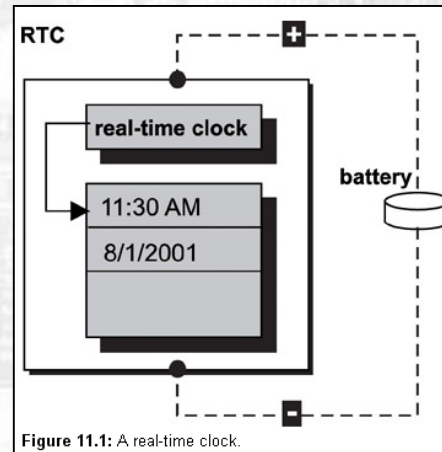 RTC
+
real-time clock
battery
11:30 AM
8/1/2001
-
Figure 11.1: A real-time clock.